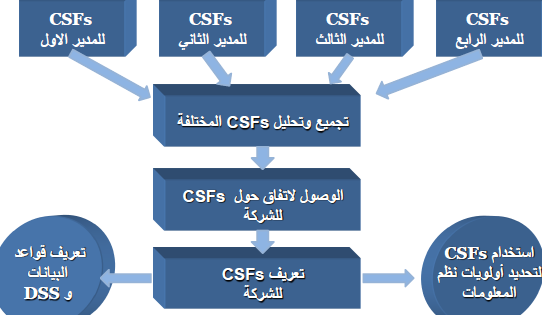 CSFs
للمدير الاول
CSFs
للمدير الثاني
CSFs
للمدير الثالث
CSFs
للمدير الرابع
تجميع وتحليل CSFs المختلفة
الوصول لاتفاق حول CSFs
للشركة
تعريف CSFs
للشركة
استخدام CSFs
لتحديد أولويات نظم
المعلومات
تعريف قواعد
البيانات
و DSS